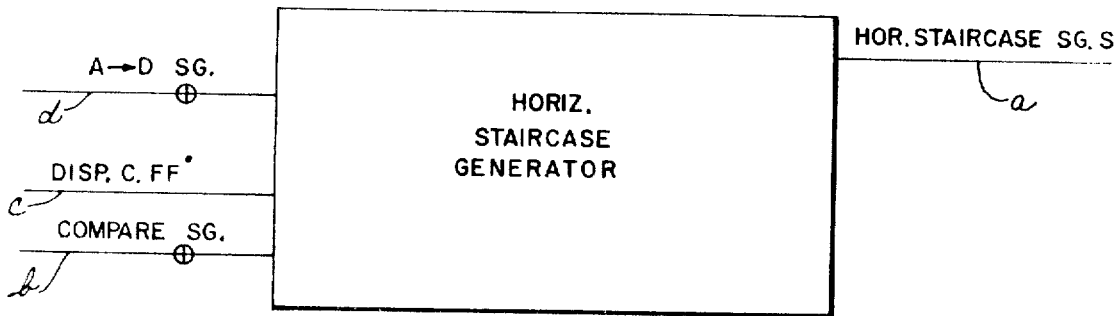 HOR. STAIRCASE SG. S
a
A→D SG.
d
HORIZ.
STAIRCASE
GENERATOR
DISP. C. FF•
c
COMPARE SG.
b